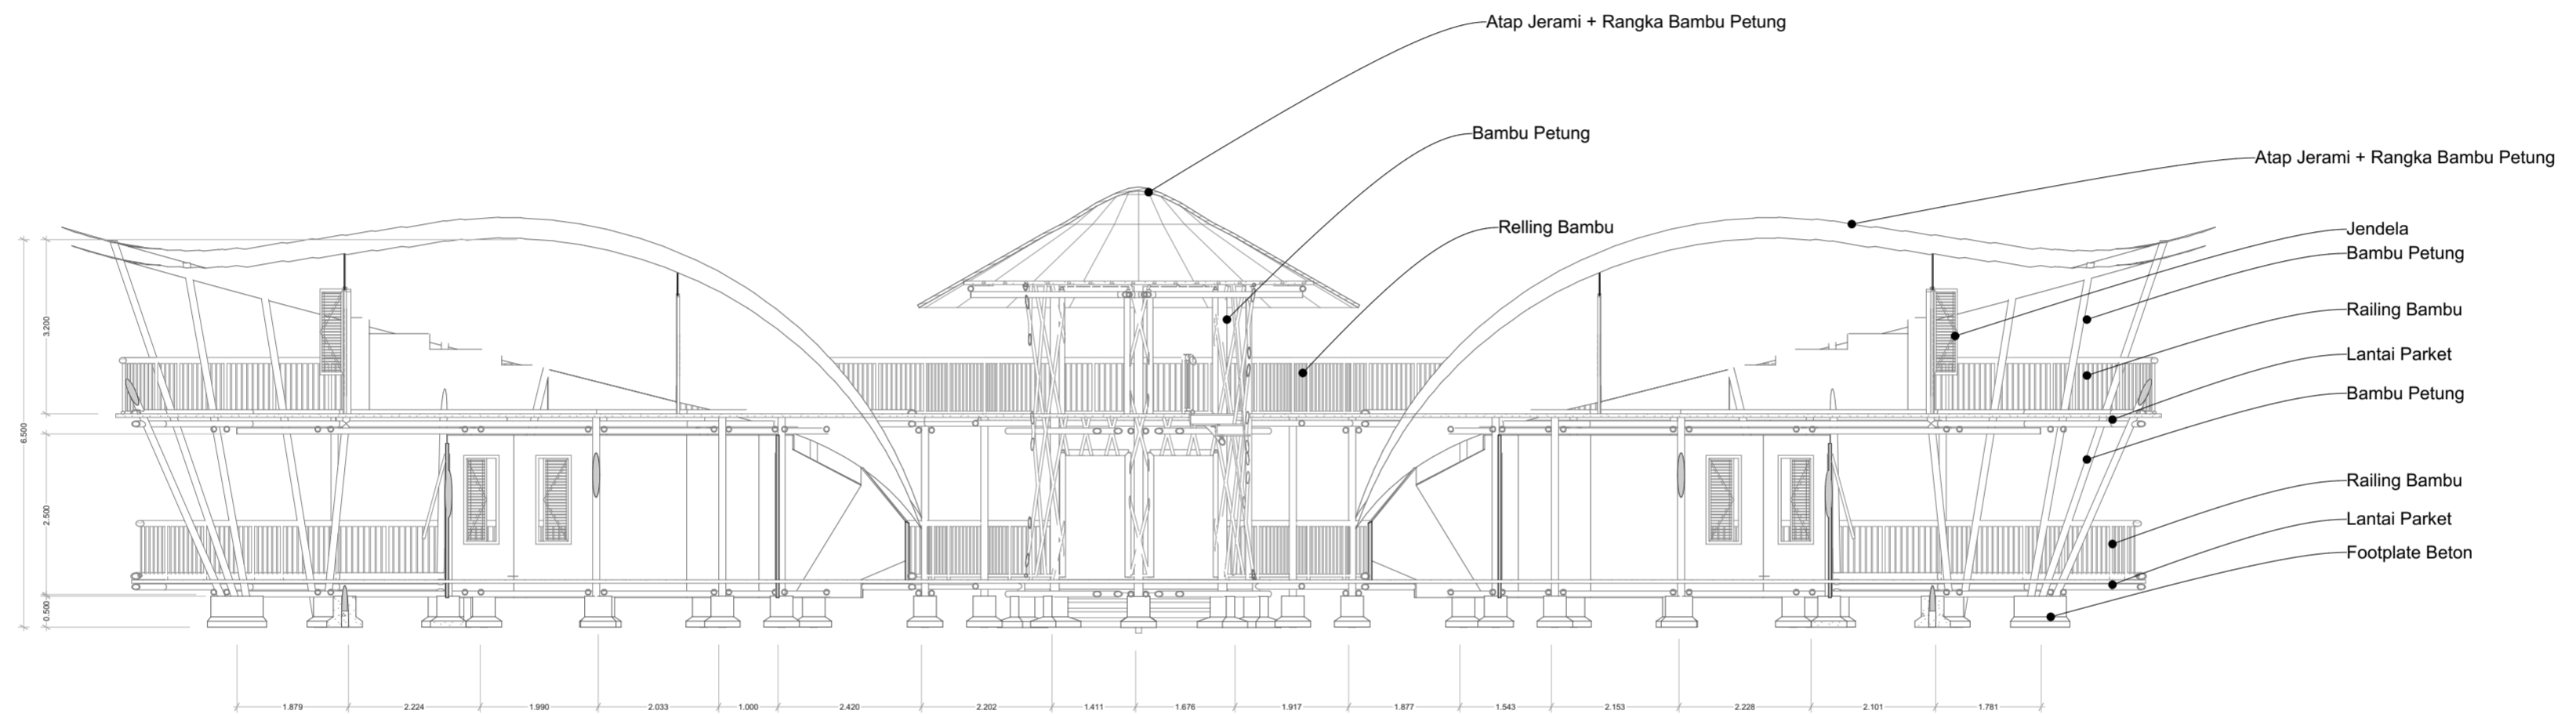 Atap Jerami + Rangka Bambu Petung
Bambu Petung
Atap Jerami + Rangka Bambu Petung
Relling Bambu
Jendela
Bambu Petung
Railing Bambu
Lantai Parket
Bambu Petung
Railing Bambu
Lantai Parket
Footplate Beton
6.500
3.200
2.500
0.500
1.879 2.224 1.990 2.033 1.000 2.420 2.202 1.411 1.676 1.917 1.877 1.543 2.153 2.228 2.101 1.781